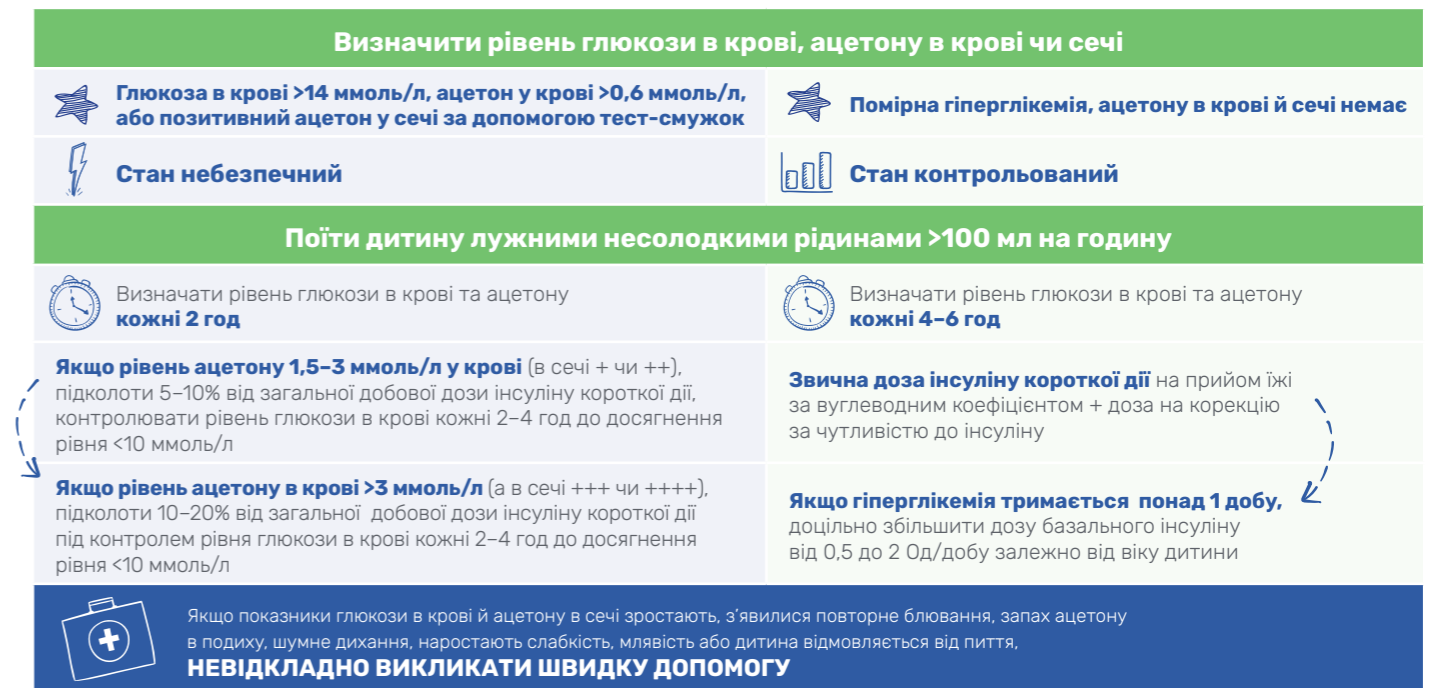 Визначити рівень глюкози в крові, ацетону в крові чи сечі
Глюкоза в крові >14 ммоль/л, ацетон у крові >0,6 ммоль/л,
або позитивний ацетон у сечі за допомогою тест-смужок
Помірна гіперглікемія, ацетону в крові й сечі немає
Стан небезпечний
Стан контрольований
Поїти дитину лужними несолодкими рідинами >100 мл на годину
Визначати рівень глюкози в крові та ацетону
кожні 2 год
Визначати рівень глюкози в крові та ацетону
кожні 4–6 год
Якщо рівень ацетону 1,5–3 ммоль/л у крові (в сечі + чи ++),
підколоти 5–10% від загальної добової дози інсуліну короткої дії,
контролювати рівень глюкози в крові кожні 2–4 год до досягнення
рівня <10 ммоль/л
Звична доза інсуліну короткої дії на прийом їжі
за вуглеводним коефіцієнтом + доза на корекцію
за чутливістю до інсуліну
Якщо рівень ацетону в крові >3 ммоль/л (а в сечі +++ чи ++++),
підколоти 10–20% від загальної добової дози інсуліну короткої дії
під контролем рівня глюкози в крові кожні 2–4 год до досягнення
рівня <10 ммоль/л
Якщо гіперглікемія тримається понад 1 добу,
доцільно збільшити дозу базального інсуліну
від 0,5 до 2 Од/добу залежно від віку дитини
Якщо показники глюкози в крові й ацетону в сечі зростають, з’явилися повторне блювання, запах ацетону
в подиху, шумне дихання, наростають слабкість, млявість або дитина відмовляється від пиття,
НЕВІДКЛАДНО ВИКЛИКАТИ ШВИДКУ ДОПОМОГУ